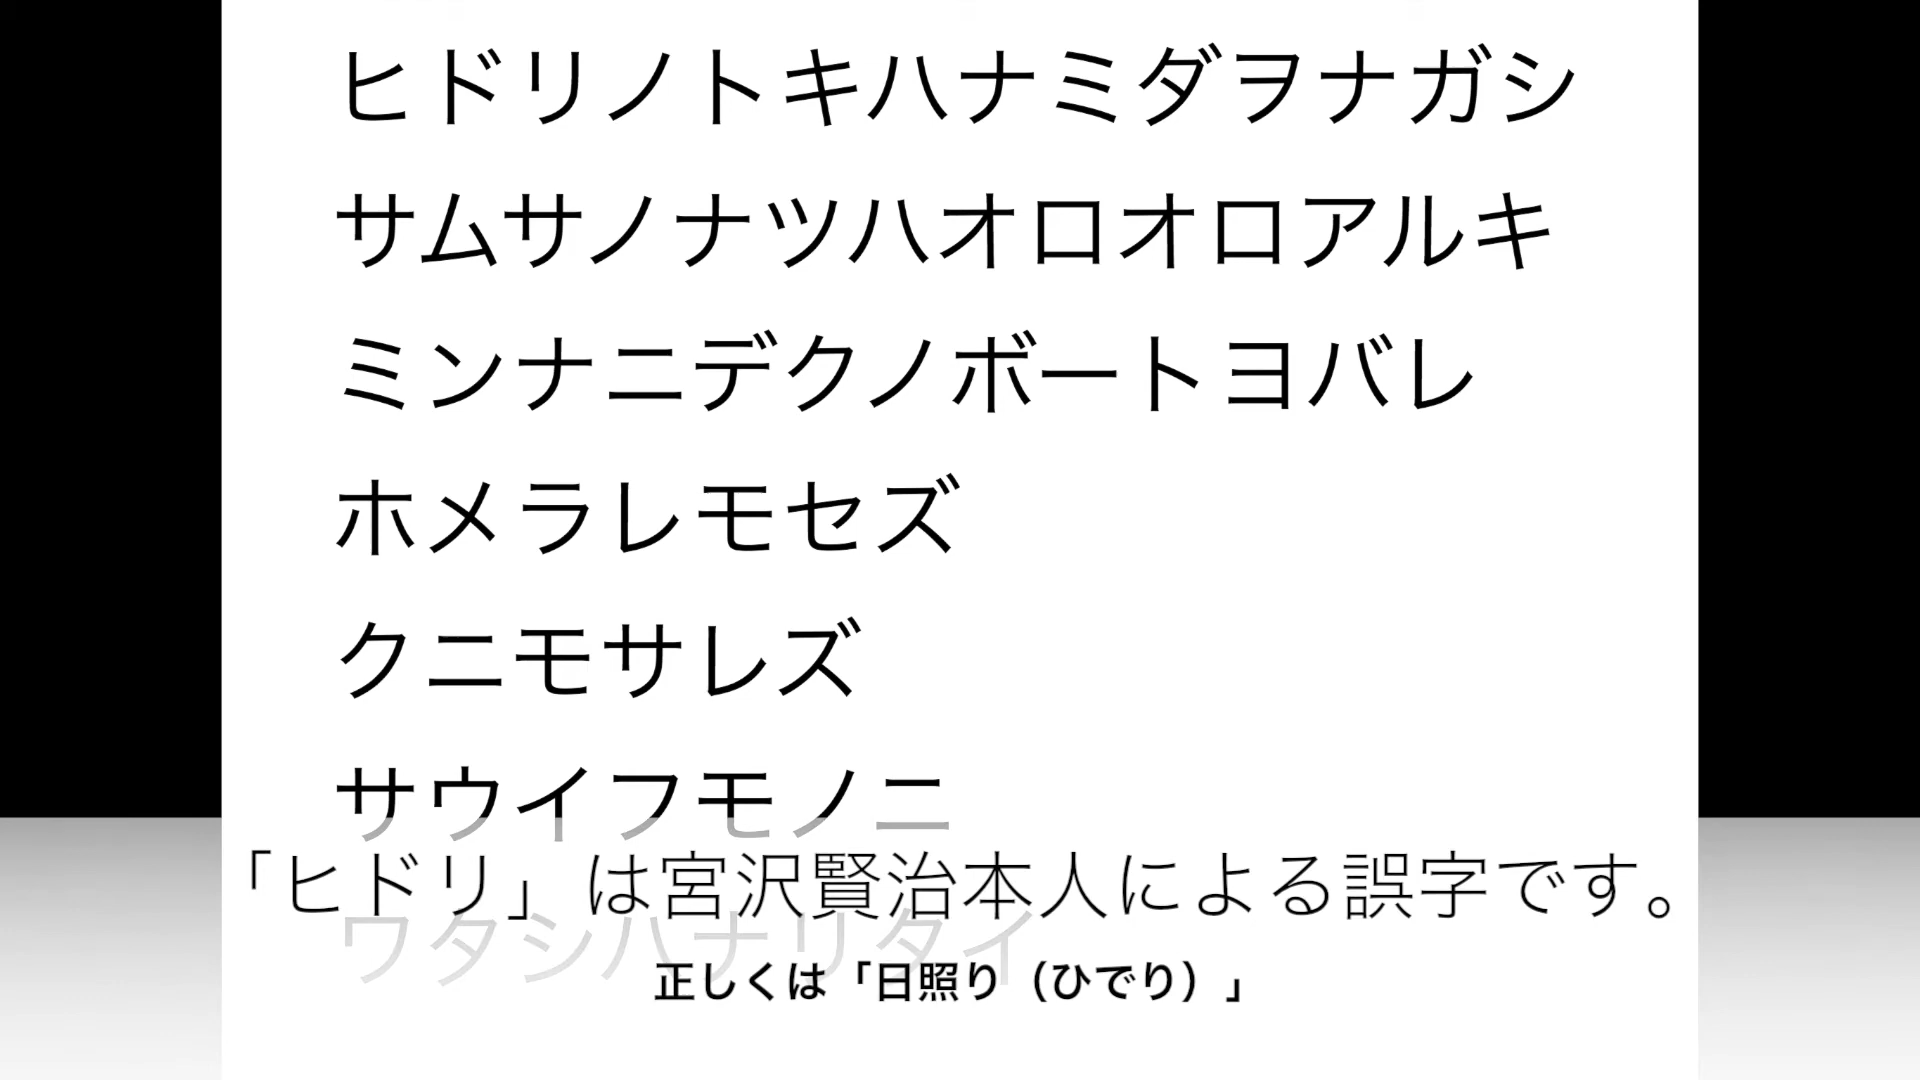 ヒドリノトキハナミダヲナガシ
サムサノナツハオロオロアルキ
ミンナニデクノボートヨバレ
ホメラレモセズ
クニモサレズ
サウイフモノニ
「ヒドリ」は宮沢賢治本人による誤字です。
ワタシハナリタイ
正しくは「日照り（ひでり）」